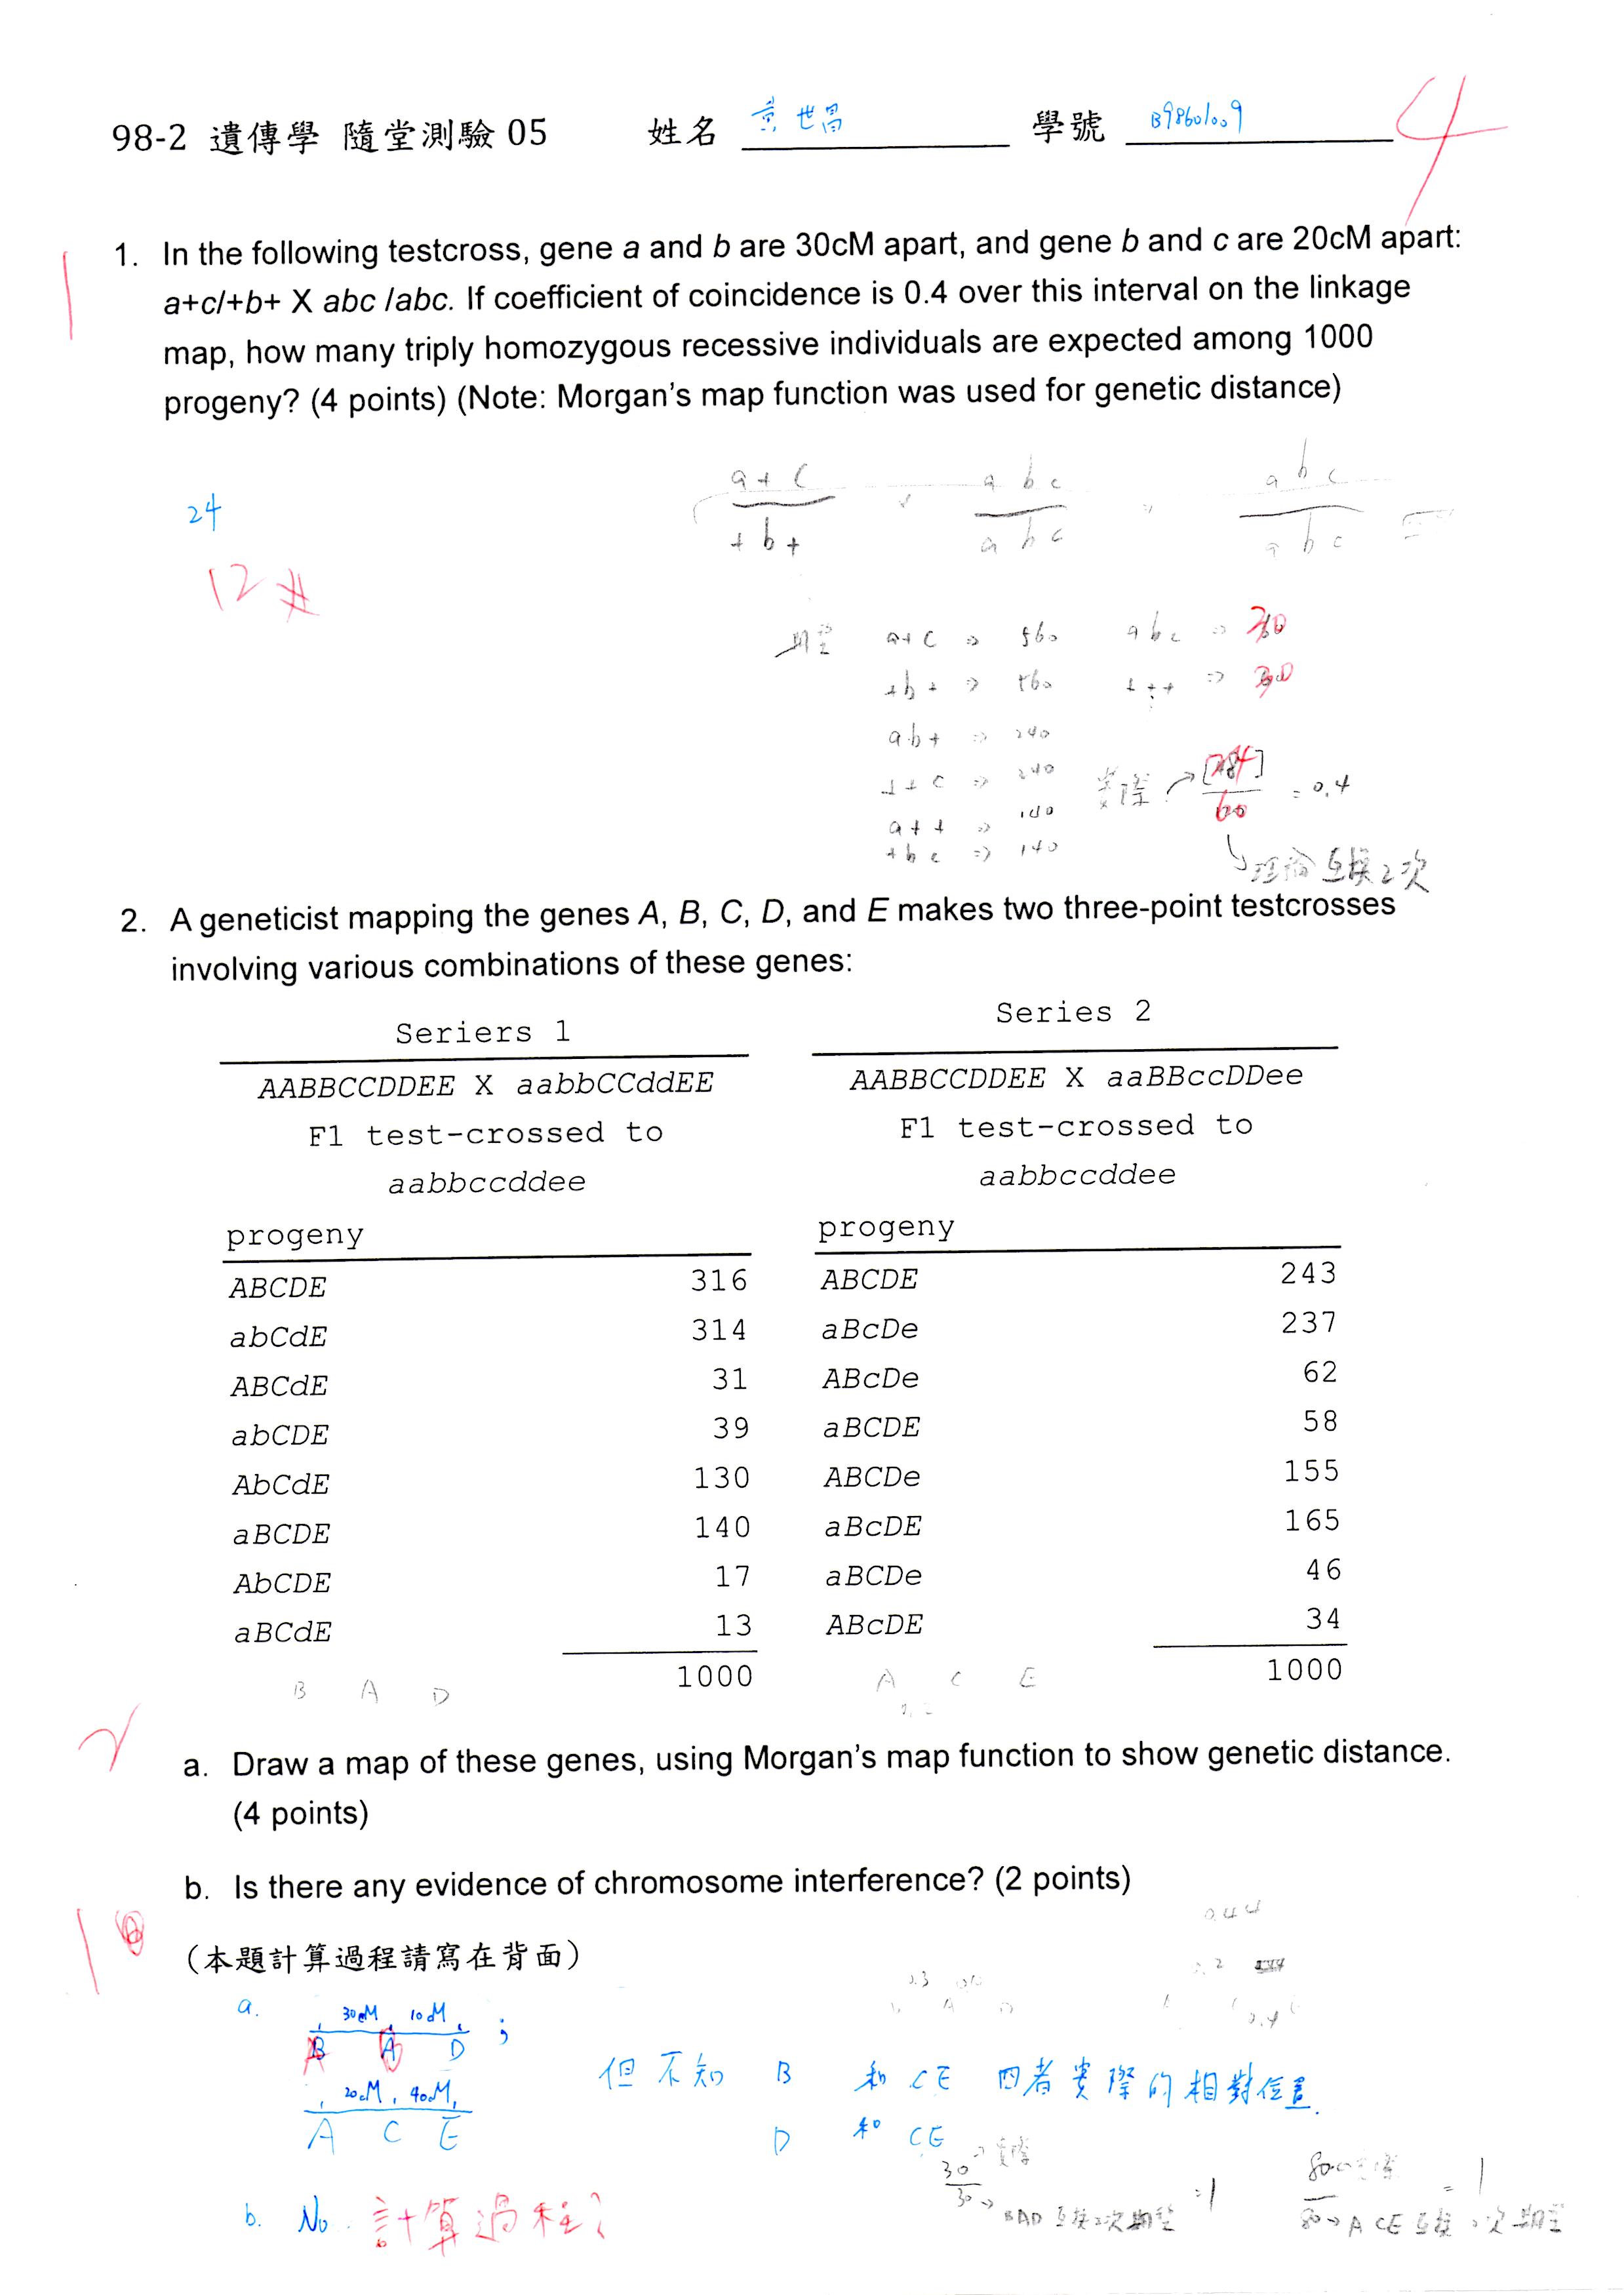 98-2 遺傳學 隨堂測驗 05 姓名 世昌 學號 B98601009
4
1
1. In the following testcross, gene a and b are 30cM apart, and gene b and c are 20cM apart:
a+c/+b+ X abc /abc. If coefficient of coincidence is 0.4 over this interval on the linkage
map, how many triply homozygous recessive individuals are expected among 1000
progeny? (4 points) (Note: Morgan's map function was used for genetic distance)
a + c a b c a b c
+ b + a b c a b c
24
12 #
期望 a+c ⇒ 560 abc ⇒ 30
+b+ ⇒ 560 +++ ⇒ 30
ab+ ⇒ 240
++c ⇒ 240
實際 → = 0.4
60
a++ ⇒ 140
+bc ⇒ 140
理論互換2次
2. A geneticist mapping the genes A, B, C, D, and E makes two three-point testcrosses
involving various combinations of these genes:
Seriers 1 Series 2
AABBCCDDEE X aabbCCddEE AABBCCDDEE X aaBBccDDee
F1 test-crossed to F1 test-crossed to
aabbccddee aabbccddee
progeny progeny
ABCDE 316 ABCDE 243
abCdE 314 aBcDe 237
ABCdE 31 ABcDe 62
abCDE 39 aBCDE 58
AbCdE 130 ABCDe 155
aBCDE 140 aBcDE 165
AbCDE 17 aBCDe 46
aBCdE 13 ABcDE 34
1000 1000
B A D A C E
2
a. Draw a map of these genes, using Morgan's map function to show genetic distance.
(4 points)
b. Is there any evidence of chromosome interference? (2 points)
0.44
1
(本題計算過程請寫在背面)
a. 30cM 10cM ;
B A D
20cM 40cM
A C E
但不知 B 和 CE 四者實際的相對位置.
D 和 CE
30 → 實際
30 → BAD 互換2次期望 = 1
80 → 實際
80 → ACE 互換2次期望 = 1
b. No. 計算過程?